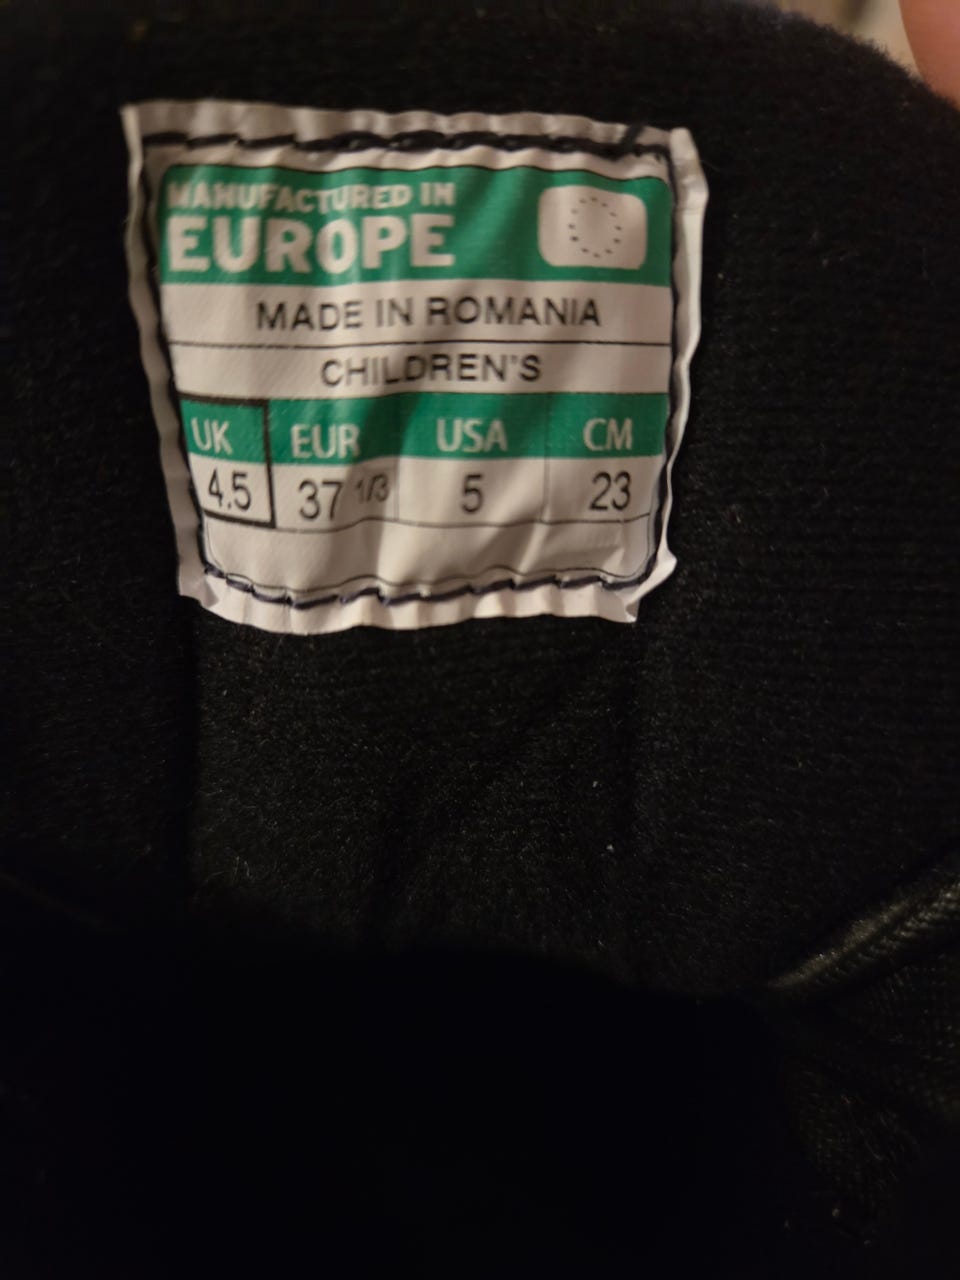 MANUFACTURED IN
EUROPE
MADE IN ROMANIA
CHILDREN'S
UK EUR USA CM
4.5 37 1/3 5 23